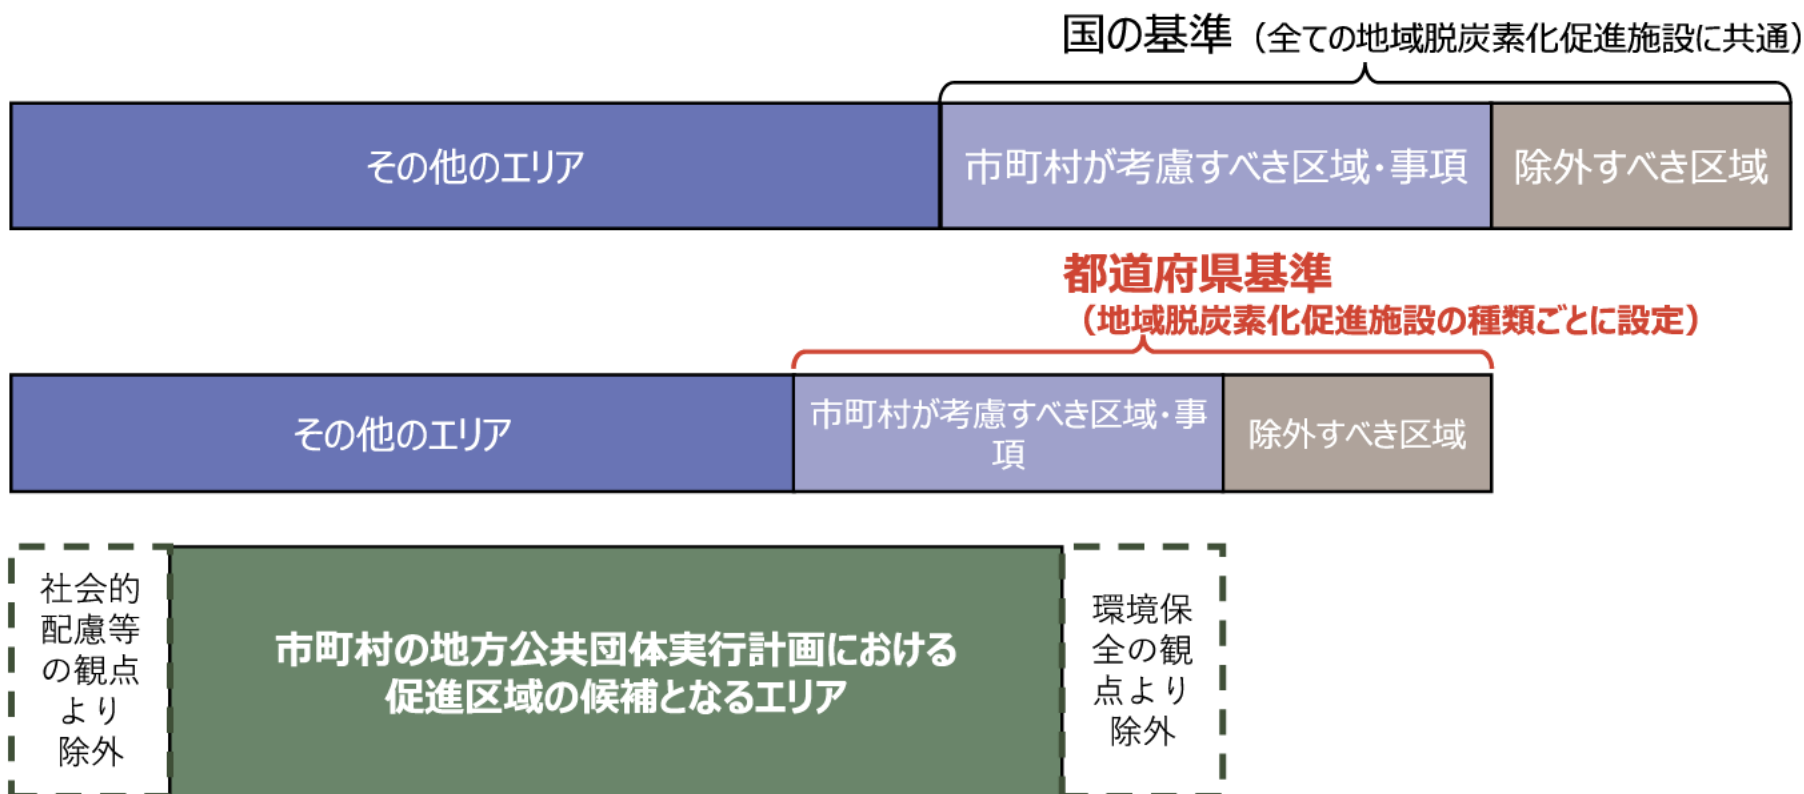 国の基準（全ての地域脱炭素化促進施設に共通）
その他のエリア
市町村が考慮すべき区域・事項
除外すべき区域
都道府県基準
（地域脱炭素化促進施設の種類ごとに設定）
その他のエリア
市町村が考慮すべき区域・事
項
除外すべき区域
社会的
配慮等
の観点
より
除外
市町村の地方公共団体実行計画における
促進区域の候補となるエリア
環境保
全の観
点より
除外